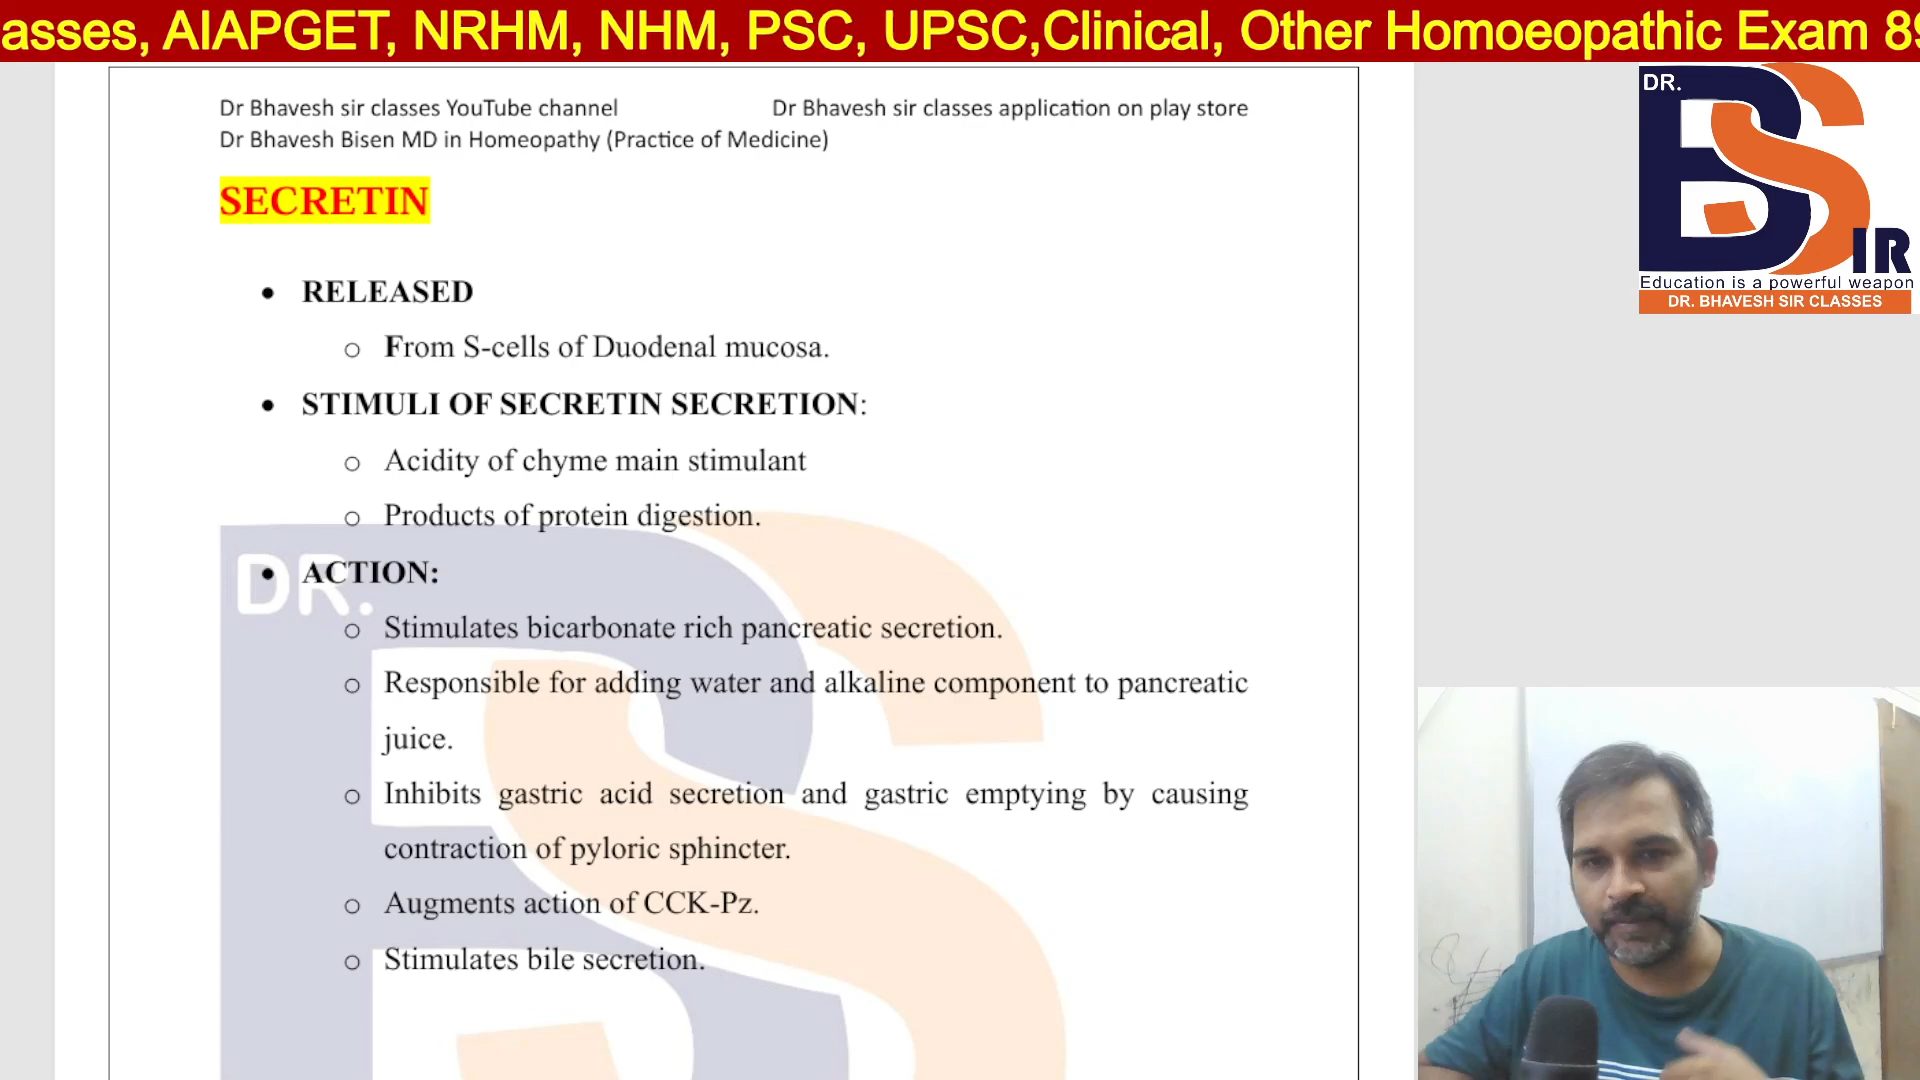 asses, AIAPGET, NRHM, NHM, PSC, UPSC,Clinical, Other Homoeopathic Exam 89
DR.
BS
IR
Education is a powerful weapon
DR. BHAVESH SIR CLASSES
Dr Bhavesh sir classes YouTube channel Dr Bhavesh sir classes application on play store
Dr Bhavesh Bisen MD in Homeopathy (Practice of Medicine)
SECRETIN
• RELEASED
o From S-cells of Duodenal mucosa.
• STIMULI OF SECRETIN SECRETION:
o Acidity of chyme main stimulant
o Products of protein digestion.
DR.
• ACTION:
o Stimulates bicarbonate rich pancreatic secretion.
o Responsible for adding water and alkaline component to pancreatic
juice.
o Inhibits gastric acid secretion and gastric emptying by causing
contraction of pyloric sphincter.
o Augments action of CCK-Pz.
o Stimulates bile secretion.
BS